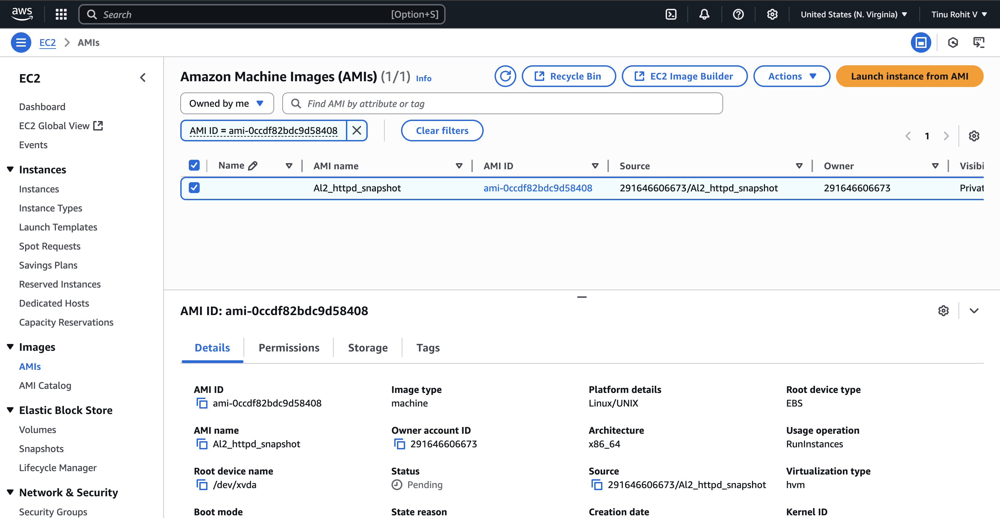 aws
Search
[Option+S]
United States (N. Virginia)
Tinu Rohit V
EC2
AMIs
EC2
Dashboard
EC2 Global View
Events
Instances
Instances
Instance Types
Launch Templates
Spot Requests
Savings Plans
Reserved Instances
Dedicated Hosts
Capacity Reservations
Images
AMIs
AMI Catalog
Elastic Block Store
Volumes
Snapshots
Lifecycle Manager
Network & Security
Security Groups
Amazon Machine Images (AMIs) (1/1) Info
Recycle Bin
EC2 Image Builder
Actions
Launch instance from AMI
Owned by me
Find AMI by attribute or tag
AMI ID = ami-0ccdf82bdc9d58408
Clear filters
1
Name
AMI name
AMI ID
Source
Owner
Visibi
Al2_httpd_snapshot
ami-0ccdf82bdc9d58408
291646606673/Al2_httpd_snapshot
291646606673
Privat
AMI ID: ami-0ccdf82bdc9d58408
Details
Permissions
Storage
Tags
AMI ID
ami-0ccdf82bdc9d58408
Image type
machine
Platform details
Linux/UNIX
Root device type
EBS
AMI name
Al2_httpd_snapshot
Owner account ID
291646606673
Architecture
x86_64
Usage operation
RunInstances
Root device name
/dev/xvda
Status
Pending
Source
291646606673/Al2_httpd_snapshot
Virtualization type
hvm
Boot mode
State reason
Creation date
Kernel ID